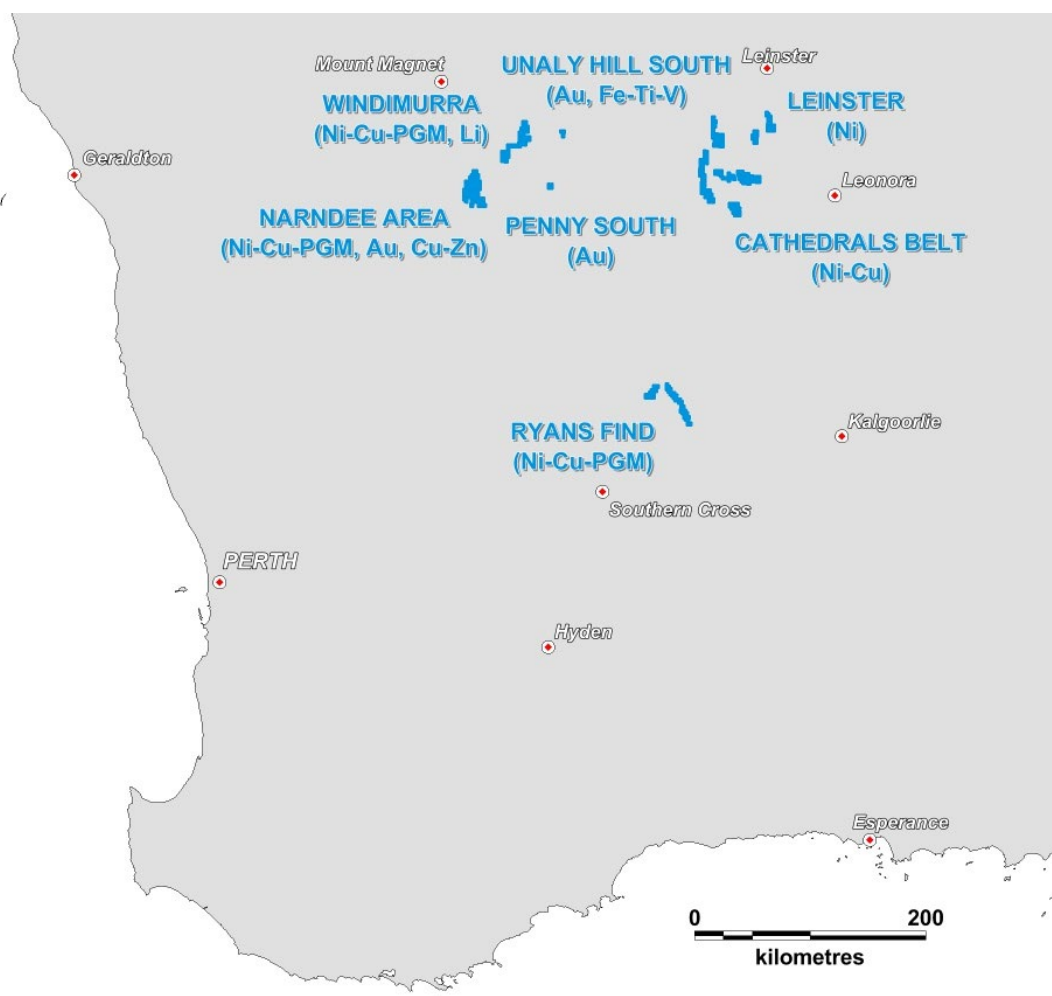 Mount Magnet
UNALY HILL SOUTH
(Au, Fe-Ti-V)
Leinster
WINDIMURRA
(Ni-Cu-PGM, Li)
LEINSTER
(Ni)
Geraldton
Leonora
NARNDEE AREA
(Ni-Cu-PGM, Au, Cu-Zn)
PENNY SOUTH
(Au)
CATHEDRALS BELT
(Ni-Cu)
RYANS FIND
(Ni-Cu-PGM)
Kalgoorlie
Southern Cross
PERTH
Hyden
Esperance
0 200
kilometres